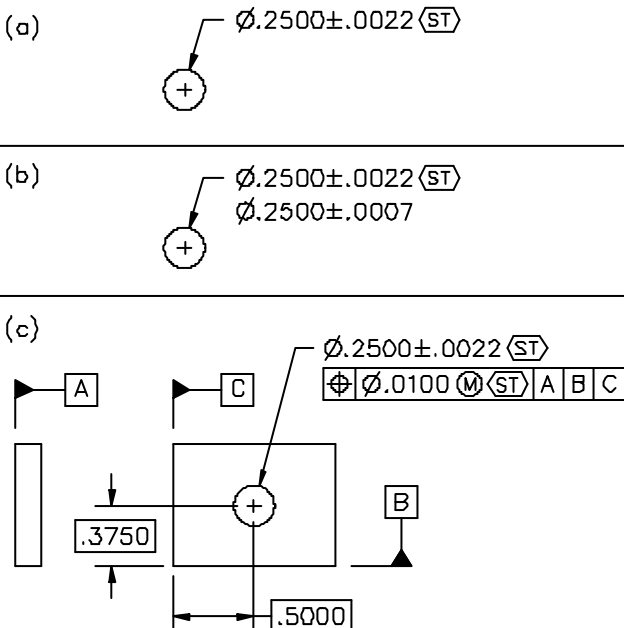 (a)
Ø.2500±.0022 ST
(b)
Ø.2500±.0022 ST
Ø.2500±.0007
(c)
Ø.2500±.0022 ST
⌖ Ø.0100 Ⓜ ST A B C
A
C
B
.3750
.5000